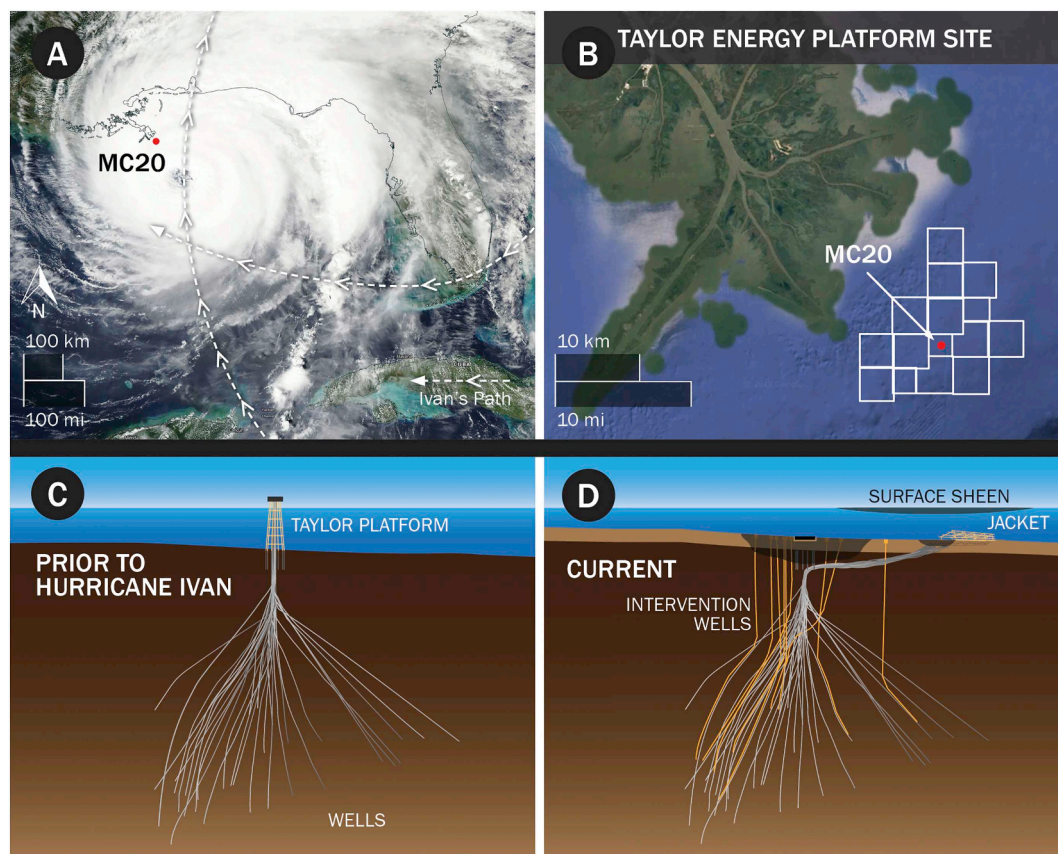 A
MC20
N
100 km
100 mi
Ivan's Path
B
TAYLOR ENERGY PLATFORM SITE
MC20
10 km
10 mi
C
TAYLOR PLATFORM
PRIOR TO
HURRICANE IVAN
WELLS
D
SURFACE SHEEN
JACKET
CURRENT
INTERVENTION
WELLS